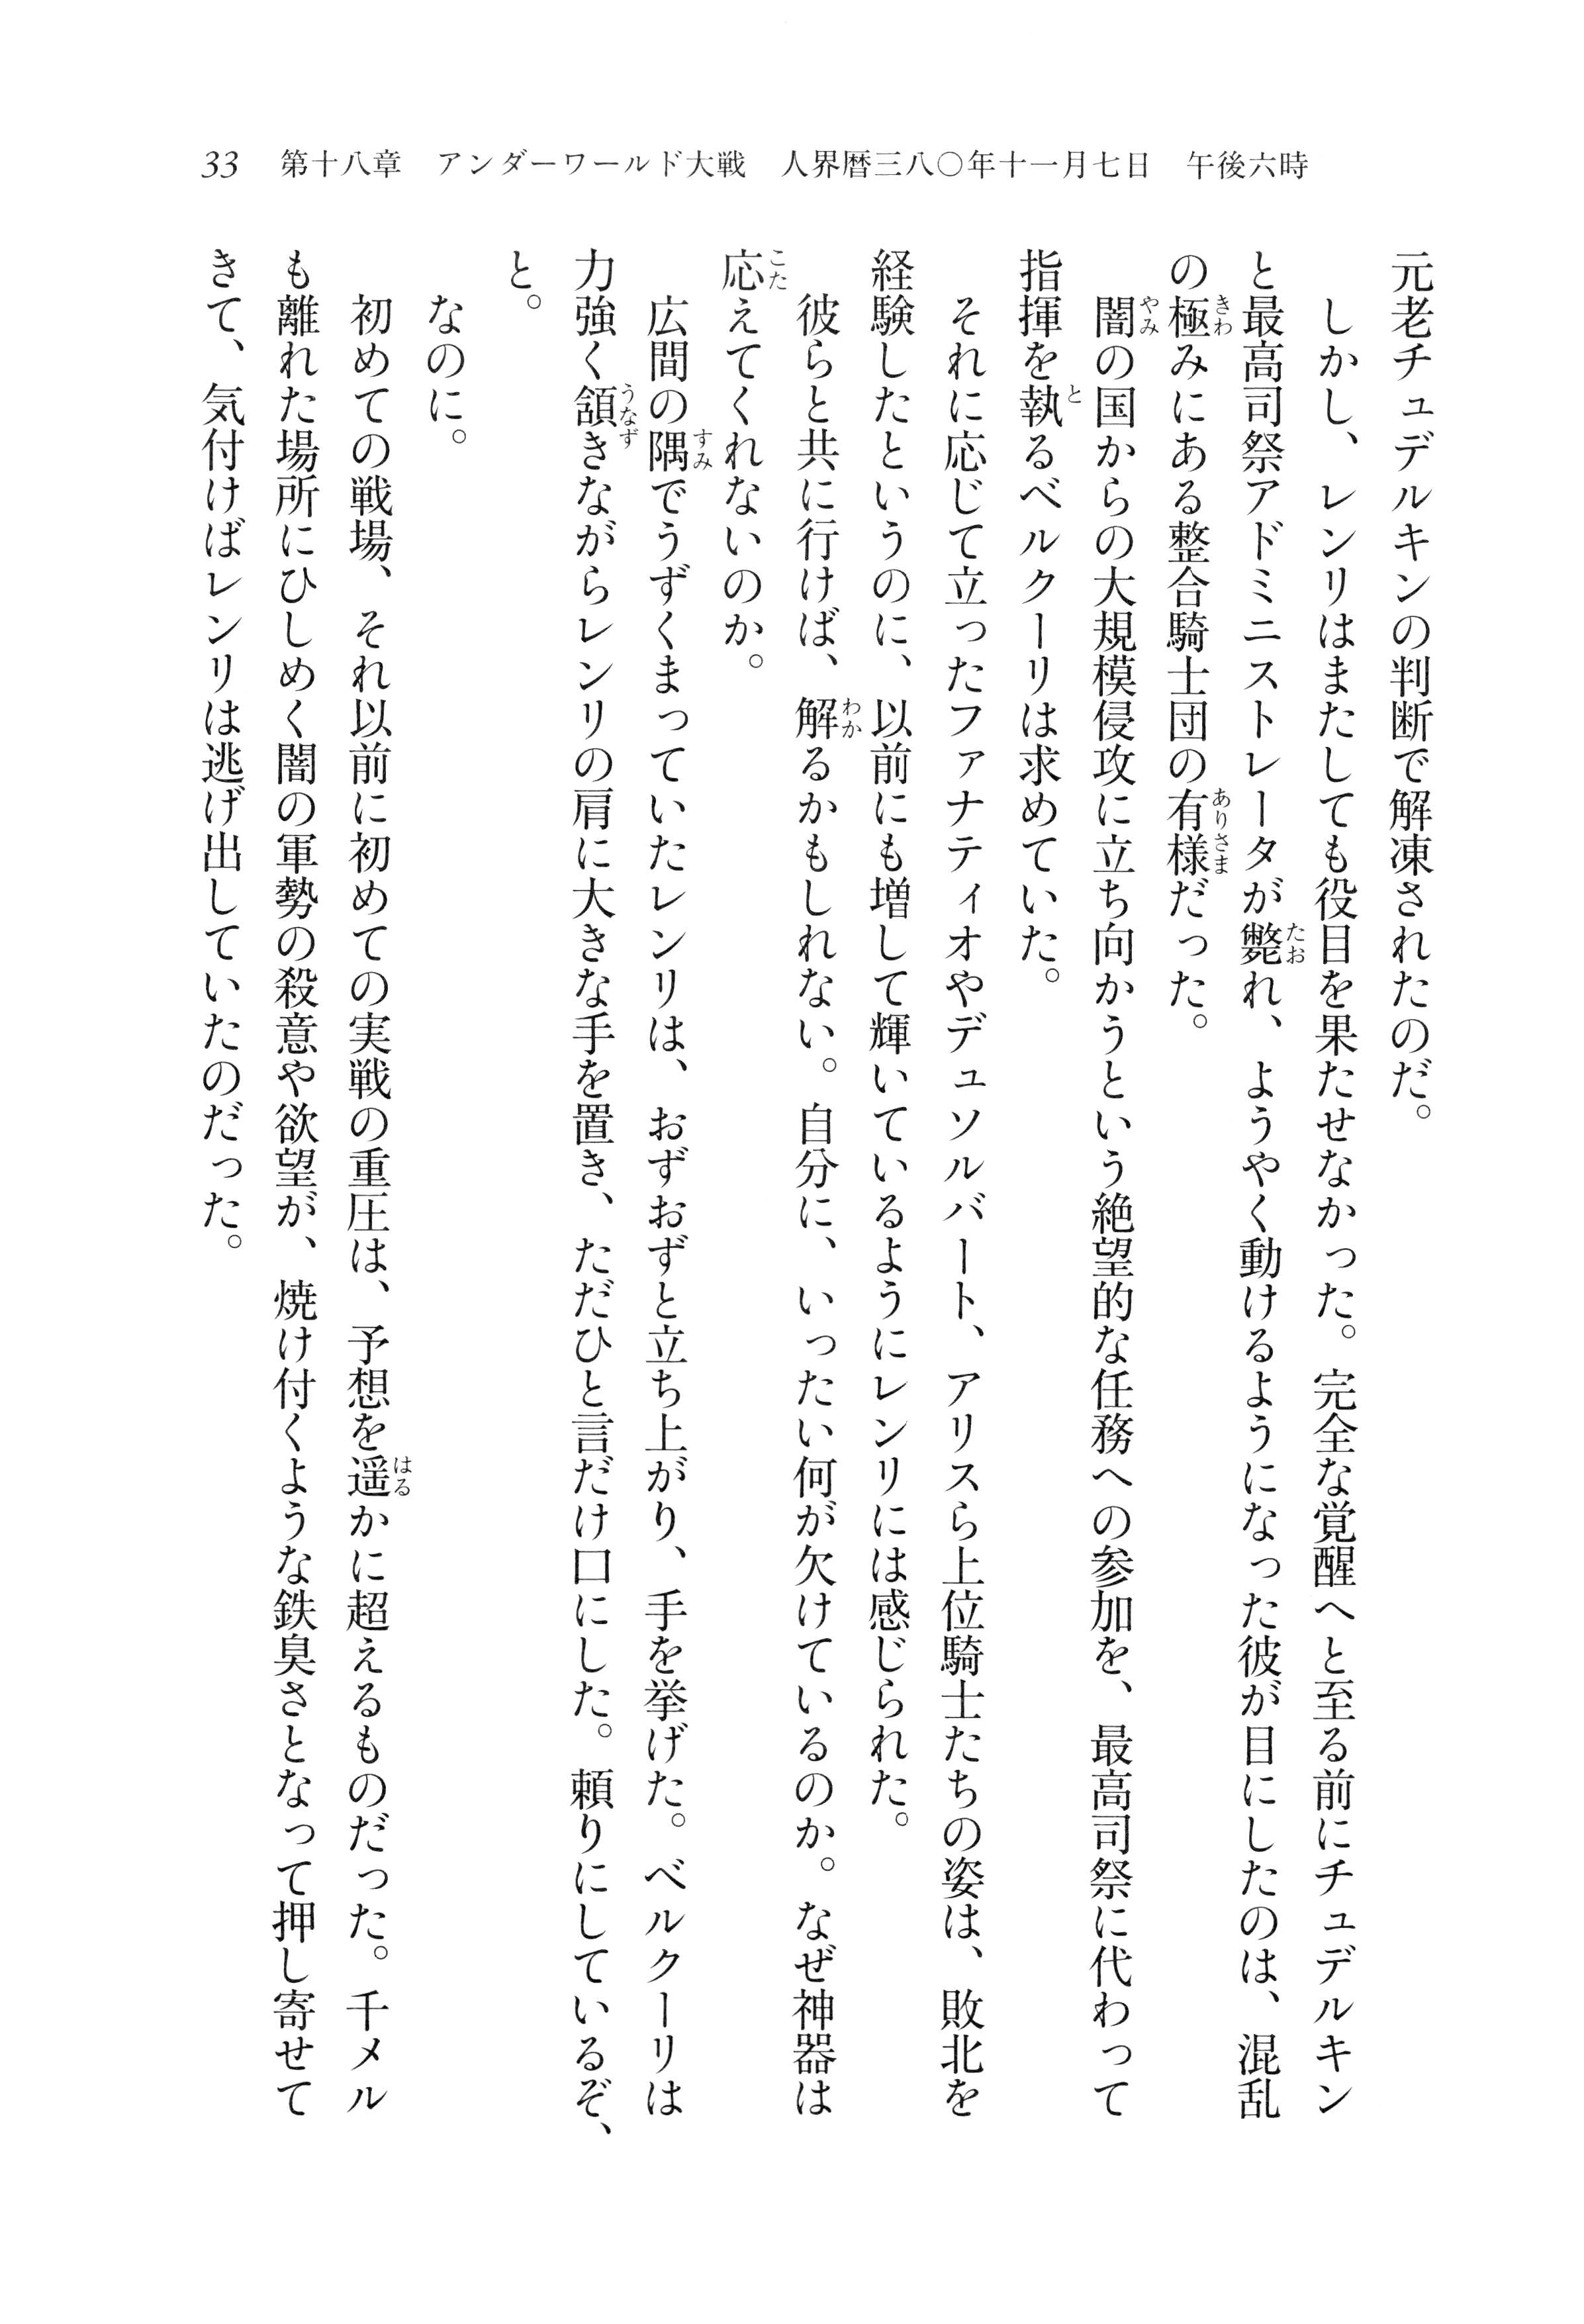 33　第十八章　アンダーワールド大戦　人界暦三八〇年十一月七日　午後六時
元老チュデルキンの判断で解凍されたのだ。
　しかし、レンリはまたしても役目を果たせなかった。完全な覚醒へと至る前にチュデルキン
と最高司祭アドミニストレータが斃れ、ようやく動けるようになった彼が目にしたのは、混乱
の極みにある整合騎士団の有様だった。
　闇の国からの大規模侵攻に立ち向かうという絶望的な任務への参加を、最高司祭に代わって
指揮を執るベルクーリは求めていた。
　それに応じて立ったファナティオやデュソルバート、アリスら上位騎士たちの姿は、敗北を
経験したというのに、以前にも増して輝いているようにレンリには感じられた。
　彼らと共に行けば、解るかもしれない。自分に、いったい何が欠けているのか。なぜ神器は
応えてくれないのか。
　広間の隅でうずくまっていたレンリは、おずおずと立ち上がり、手を挙げた。ベルクーリは
力強く頷きながらレンリの肩に大きな手を置き、ただひと言だけ口にした。頼りにしているぞ、
と。
　なのに。
　初めての戦場、それ以前に初めての実戦の重圧は、予想を遥かに超えるものだった。千メル
も離れた場所にひしめく闇の軍勢の殺意や欲望が、焼け付くような鉄臭さとなって押し寄せて
きて、気付けばレンリは逃げ出していたのだった。